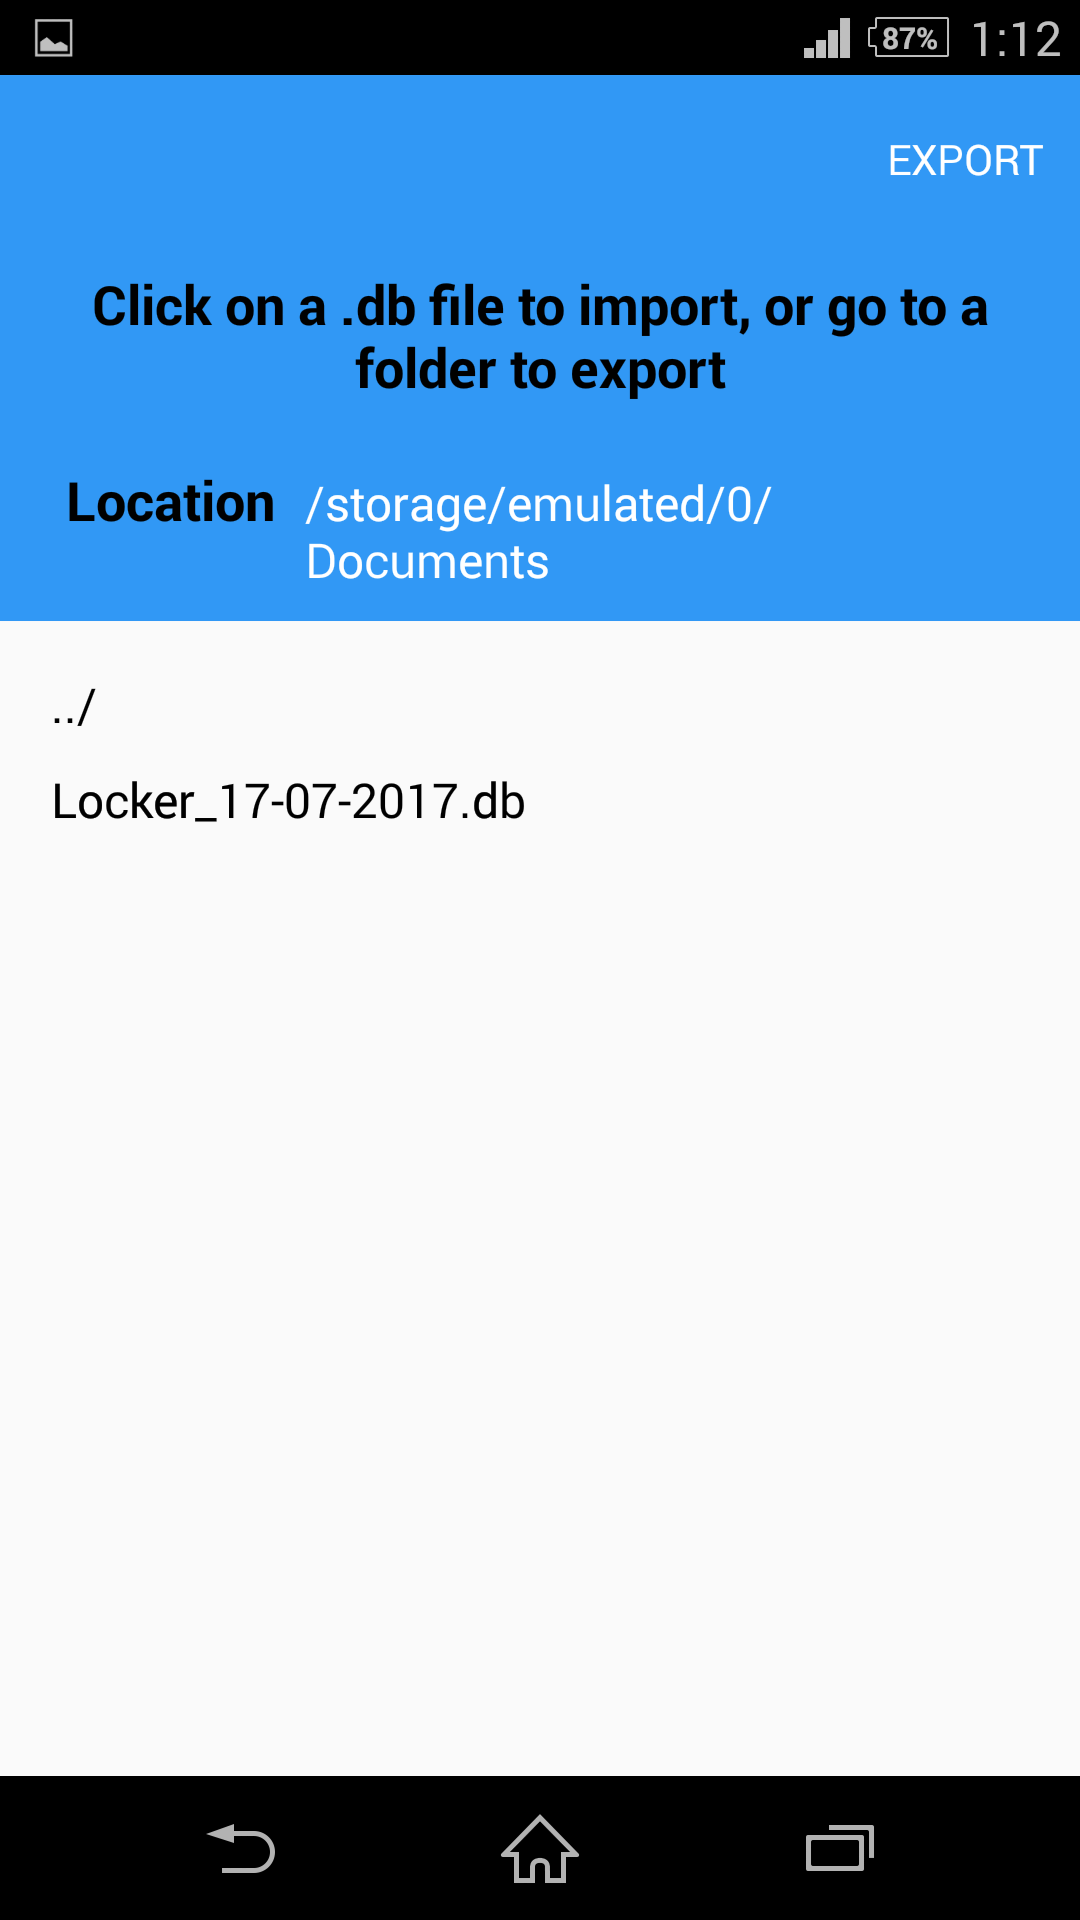 87% 1:12
EXPORT
Click on a .db file to import, or go to a
folder to export
Location /storage/emulated/0/
Documents
../
Locker_17-07-2017.db